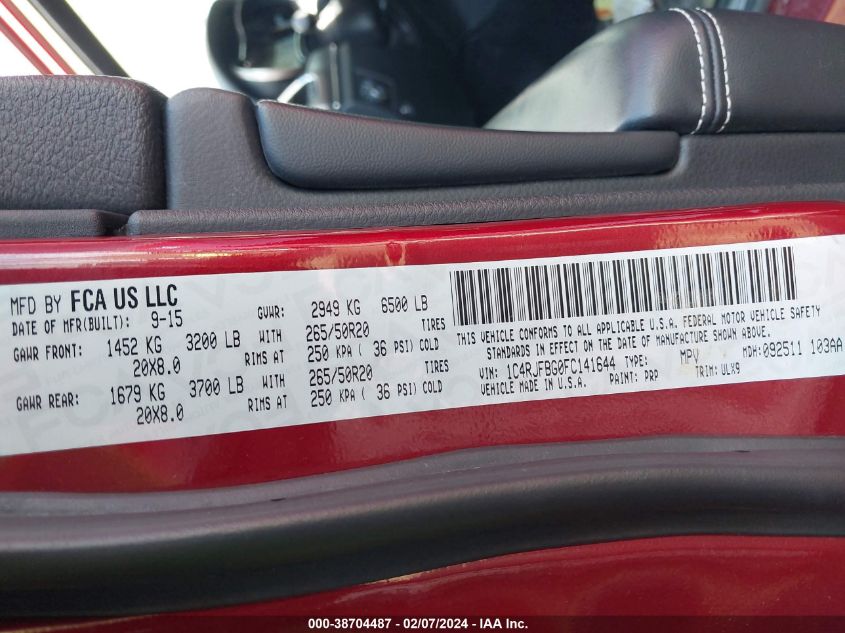 MFD BY FCA US LLC
DATE OF MFR(BUILT): 9-15
GVWR: 2949 KG 6500 LB
GAWR FRONT: 1452 KG 3200 LB WITH 265/50R20 TIRES
20X8.0 RIMS AT 250 KPA ( 36 PSI) COLD
GAWR REAR: 1679 KG 3700 LB WITH 265/50R20 TIRES
20X8.0 RIMS AT 250 KPA ( 36 PSI) COLD
THIS VEHICLE CONFORMS TO ALL APPLICABLE U.S.A. FEDERAL MOTOR VEHICLE SAFETY
STANDARDS IN EFFECT ON THE DATE OF MANUFACTURE SHOWN ABOVE.
VIN: 1C4RJFBG0FC141644 TYPE: MPV MDH: 092511 103AA
VEHICLE MADE IN U.S.A. PAINT: PRP TRIM: ULX9
000-38704487 - 02/07/2024 - IAA Inc.